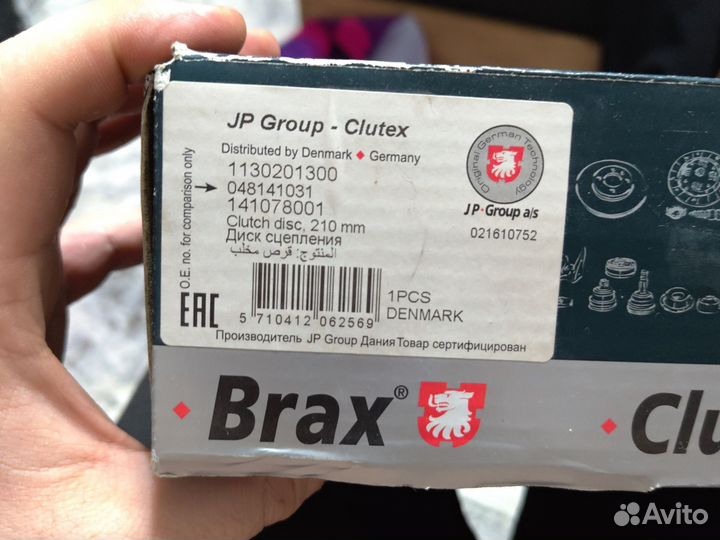 JP Group - Clutex
Distributed by Denmark ♦ Germany
1130201300
→ 048141031
141078001
Clutch disc, 210 mm
Диск сцепления
المنتوج: قرص مخلب
O.E. no. for comparison only
EAC
5 710412 062569
1PCS
DENMARK
Производитель JP Group Дания Товар сертифицирован
Original German Technology
JP♦Group a/s
021610752
♦ Brax®
♦ Clu
Avito